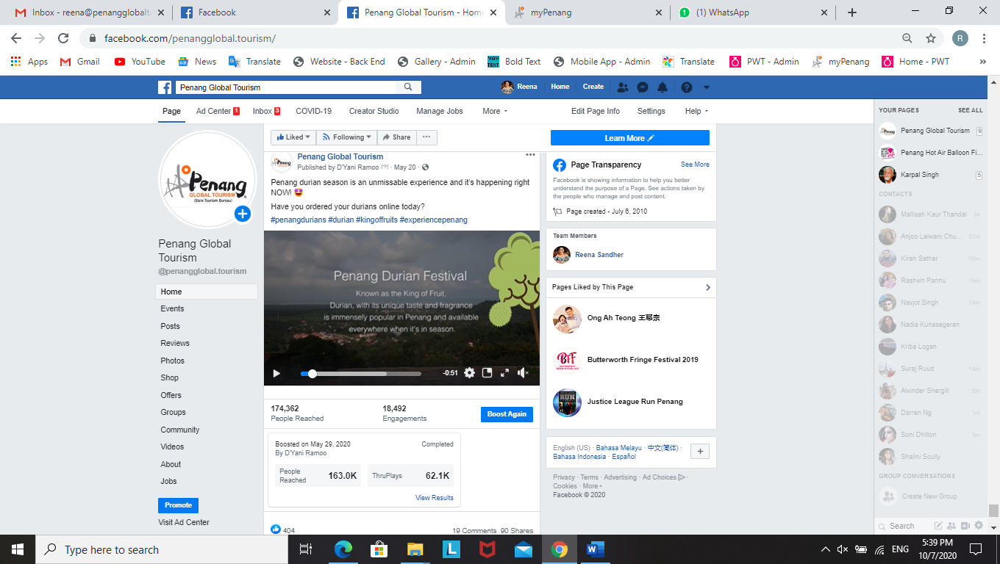 Inbox - reena@penangglobalt
Facebook
Penang Global Tourism - Home
myPenang
(1) WhatsApp
facebook.com/penangglobal.tourism/
R
Apps
Gmail
YouTube
News
Translate
Website - Back End
Gallery - Admin
YAY TEXT
Bold Text
Mobile App - Admin
Translate
PWT - Admin
myPenang
Home - PWT
Penang Global Tourism
Reena
Home
Create
Page
Ad Center 1
Inbox 3
COVID-19
Creator Studio
Manage Jobs
More
Edit Page Info
Settings
Help
Penang
GLOBAL TOURISM
(State Tourism Bureau)
Penang Global
Tourism
@penangglobal.tourism
Home
Events
Posts
Reviews
Photos
Shop
Offers
Groups
Community
Videos
About
Jobs
Promote
Visit Ad Center
Liked
Following
Share
Learn More
Penang Global Tourism
Published by D'Yani Ramoo [?] · May 20 ·
Penang durian season is an unmissable experience and it's happening right
NOW! 🤩
Have you ordered your durians online today?
#penangdurians #durian #kingoffruits #experiencepenang
Penang Durian Festival
Known as the King of Fruit.
Durian, with its unique taste and fragrance
is immensely popular in Penang and available
everywhere when it's in season.
-0:51
174,362
People Reached
18,492
Engagements
Boost Again
Boosted on May 29, 2020
Completed
By D'Yani Ramoo
People
Reached
163.0K
ThruPlays
62.1K
View Results
404
19 Comments 90 Shares
Page Transparency
See More
Facebook is showing information to help you better
understand the purpose of a Page. See actions taken by
the people who manage and post content.
Page created - July 6, 2010
Team Members
Reena Sandher
Pages Liked by This Page
Ong Ah Teong 王耶宗
BFF
Butterworth Fringe Festival 2019
JUSTICE LEAGUE
RUN
Justice League Run Penang
English (US) · Bahasa Melayu · 中文(简体) ·
Bahasa Indonesia · Español
Privacy · Terms · Advertising · Ad Choices ·
Cookies · More
Facebook © 2020
YOUR PAGES
SEE ALL
Penang Global Tourism 9
Penang Hot Air Balloon Fi...
Karpal Singh 5
CONTACTS
Mallisah Kaur Thandal 3h
Anjoo Lalwani Chu... 27m
Kiran Sathar
Rashvin Pannu
Navjot Singh 14m
Nadia Kunasegeran
Kriba Logan
Suraj Ruud 14m
Alvinder Shergill
Darren Ng 1m
Soni Dhillon
Shalini Scully
GROUP CONVERSATIONS
Create New Group
Search
Type here to search
L
W
ENG
5:39 PM
10/7/2020